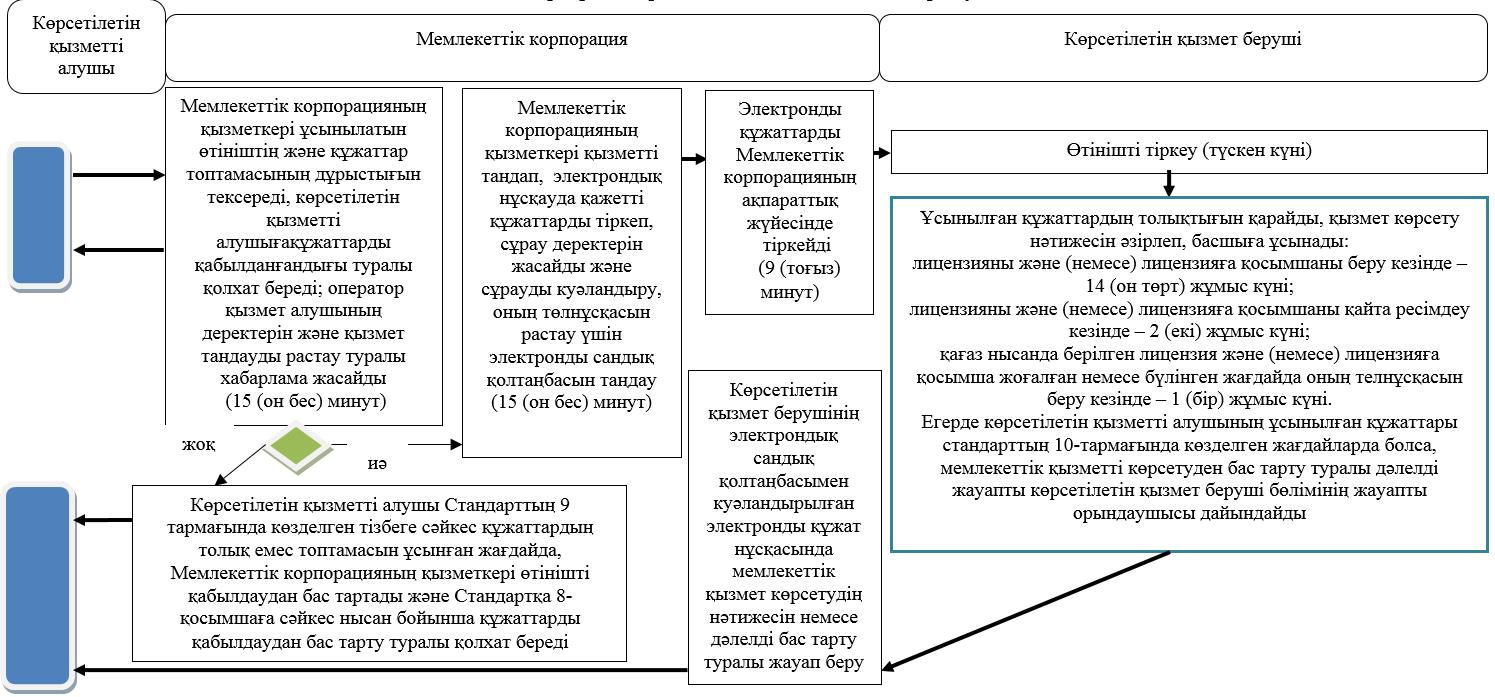 Көрсетілетін
қызметті
алушы
Мемлекеттік корпорация
Көрсетілетін қызмет беруші
Мемлекеттік корпорацияның
қызметкері ұсынылатын
өтініштің және құжаттар
топтамасының дұрыстығын
тексереді, көрсетілетін
қызметті
алушығақұжаттарды
қабылданғандығы туралы
қолхат береді; оператор
қызмет алушының
деректерін және қызмет
таңдауды растау туралы
хабарлама жасайды
(15 (он бес) минут)
Мемлекеттік
корпорацияның
қызметкері қызметті
таңдап, электрондық
нұсқауда қажетті
құжаттарды тіркеп,
сұрау деректерін
жасайды және
сұрауды куәландыру,
оның төлнұсқасын
растау үшін
электронды сандық
қолтаңбасын таңдау
(15 (он бес) минут)
Электронды
құжаттарды
Мемлекеттік
корпорацияның
ақпараттық
жүйесінде
тіркейді
(9 (тоғыз)
минут)
Өтінішті тіркеу (түскен күні)
Ұсынылған құжаттардың толықтығын қарайды, қызмет көрсету
нәтижесін әзірлеп, басшыға ұсынады:
лицензияны және (немесе) лицензияға қосымшаны беру кезінде –
14 (он төрт) жұмыс күні;
лицензияны және (немесе) лицензияға қосымшаны қайта ресімдеу
кезінде – 2 (екі) жұмыс күні;
қағаз нысанда берілген лицензия және (немесе) лицензияға
қосымша жоғалған немесе бүлінген жағдайда оның телнұсқасын
беру кезінде – 1 (бір) жұмыс күні.
Егерде көрсетілетін қызметті алушының ұсынылған құжаттары
стандарттың 10-тармағында көзделген жағдайларда болса,
мемлекеттік қызметті көрсетуден бас тарту туралы дәлелді
жауапты көрсетілетін қызмет беруші бөлімінің жауапты
орындаушысы дайындайды
жоқ
иә
Көрсетілетін қызметті алушы Стандарттың 9
тармағында көзделген тізбеге сәйкес құжаттардың
толық емес топтамасын ұсынған жағдайда,
Мемлекеттік корпорацияның қызметкері өтінішті
қабылдаудан бас тартады және Стандартқа 8-
қосымшаға сәйкес нысан бойынша құжаттарды
қабылдаудан бас тарту туралы қолхат береді
Көрсетілетін
қызмет берушінің
электрондық
сандық
қолтаңбасымен
куәландырылған
электронды құжат
нұсқасында
мемлекеттік
қызмет көрсетудің
нәтижесін немесе
дәлелді бас тарту
туралы жауап беру